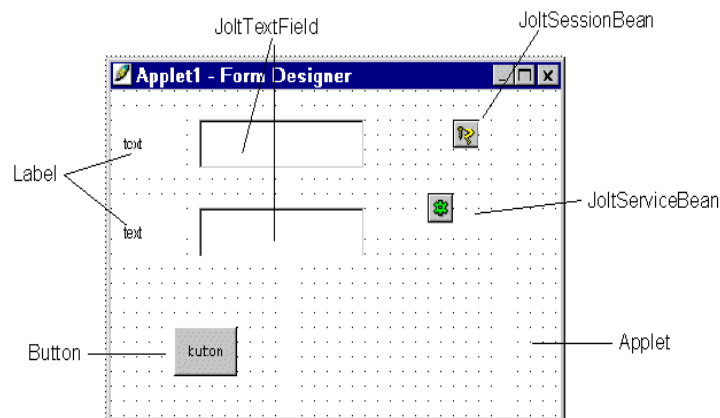 JoltTextField
JoltSessionBean
Applet1 - Form Designer
text
Label
JoltServiceBean
text
Button
button
Applet